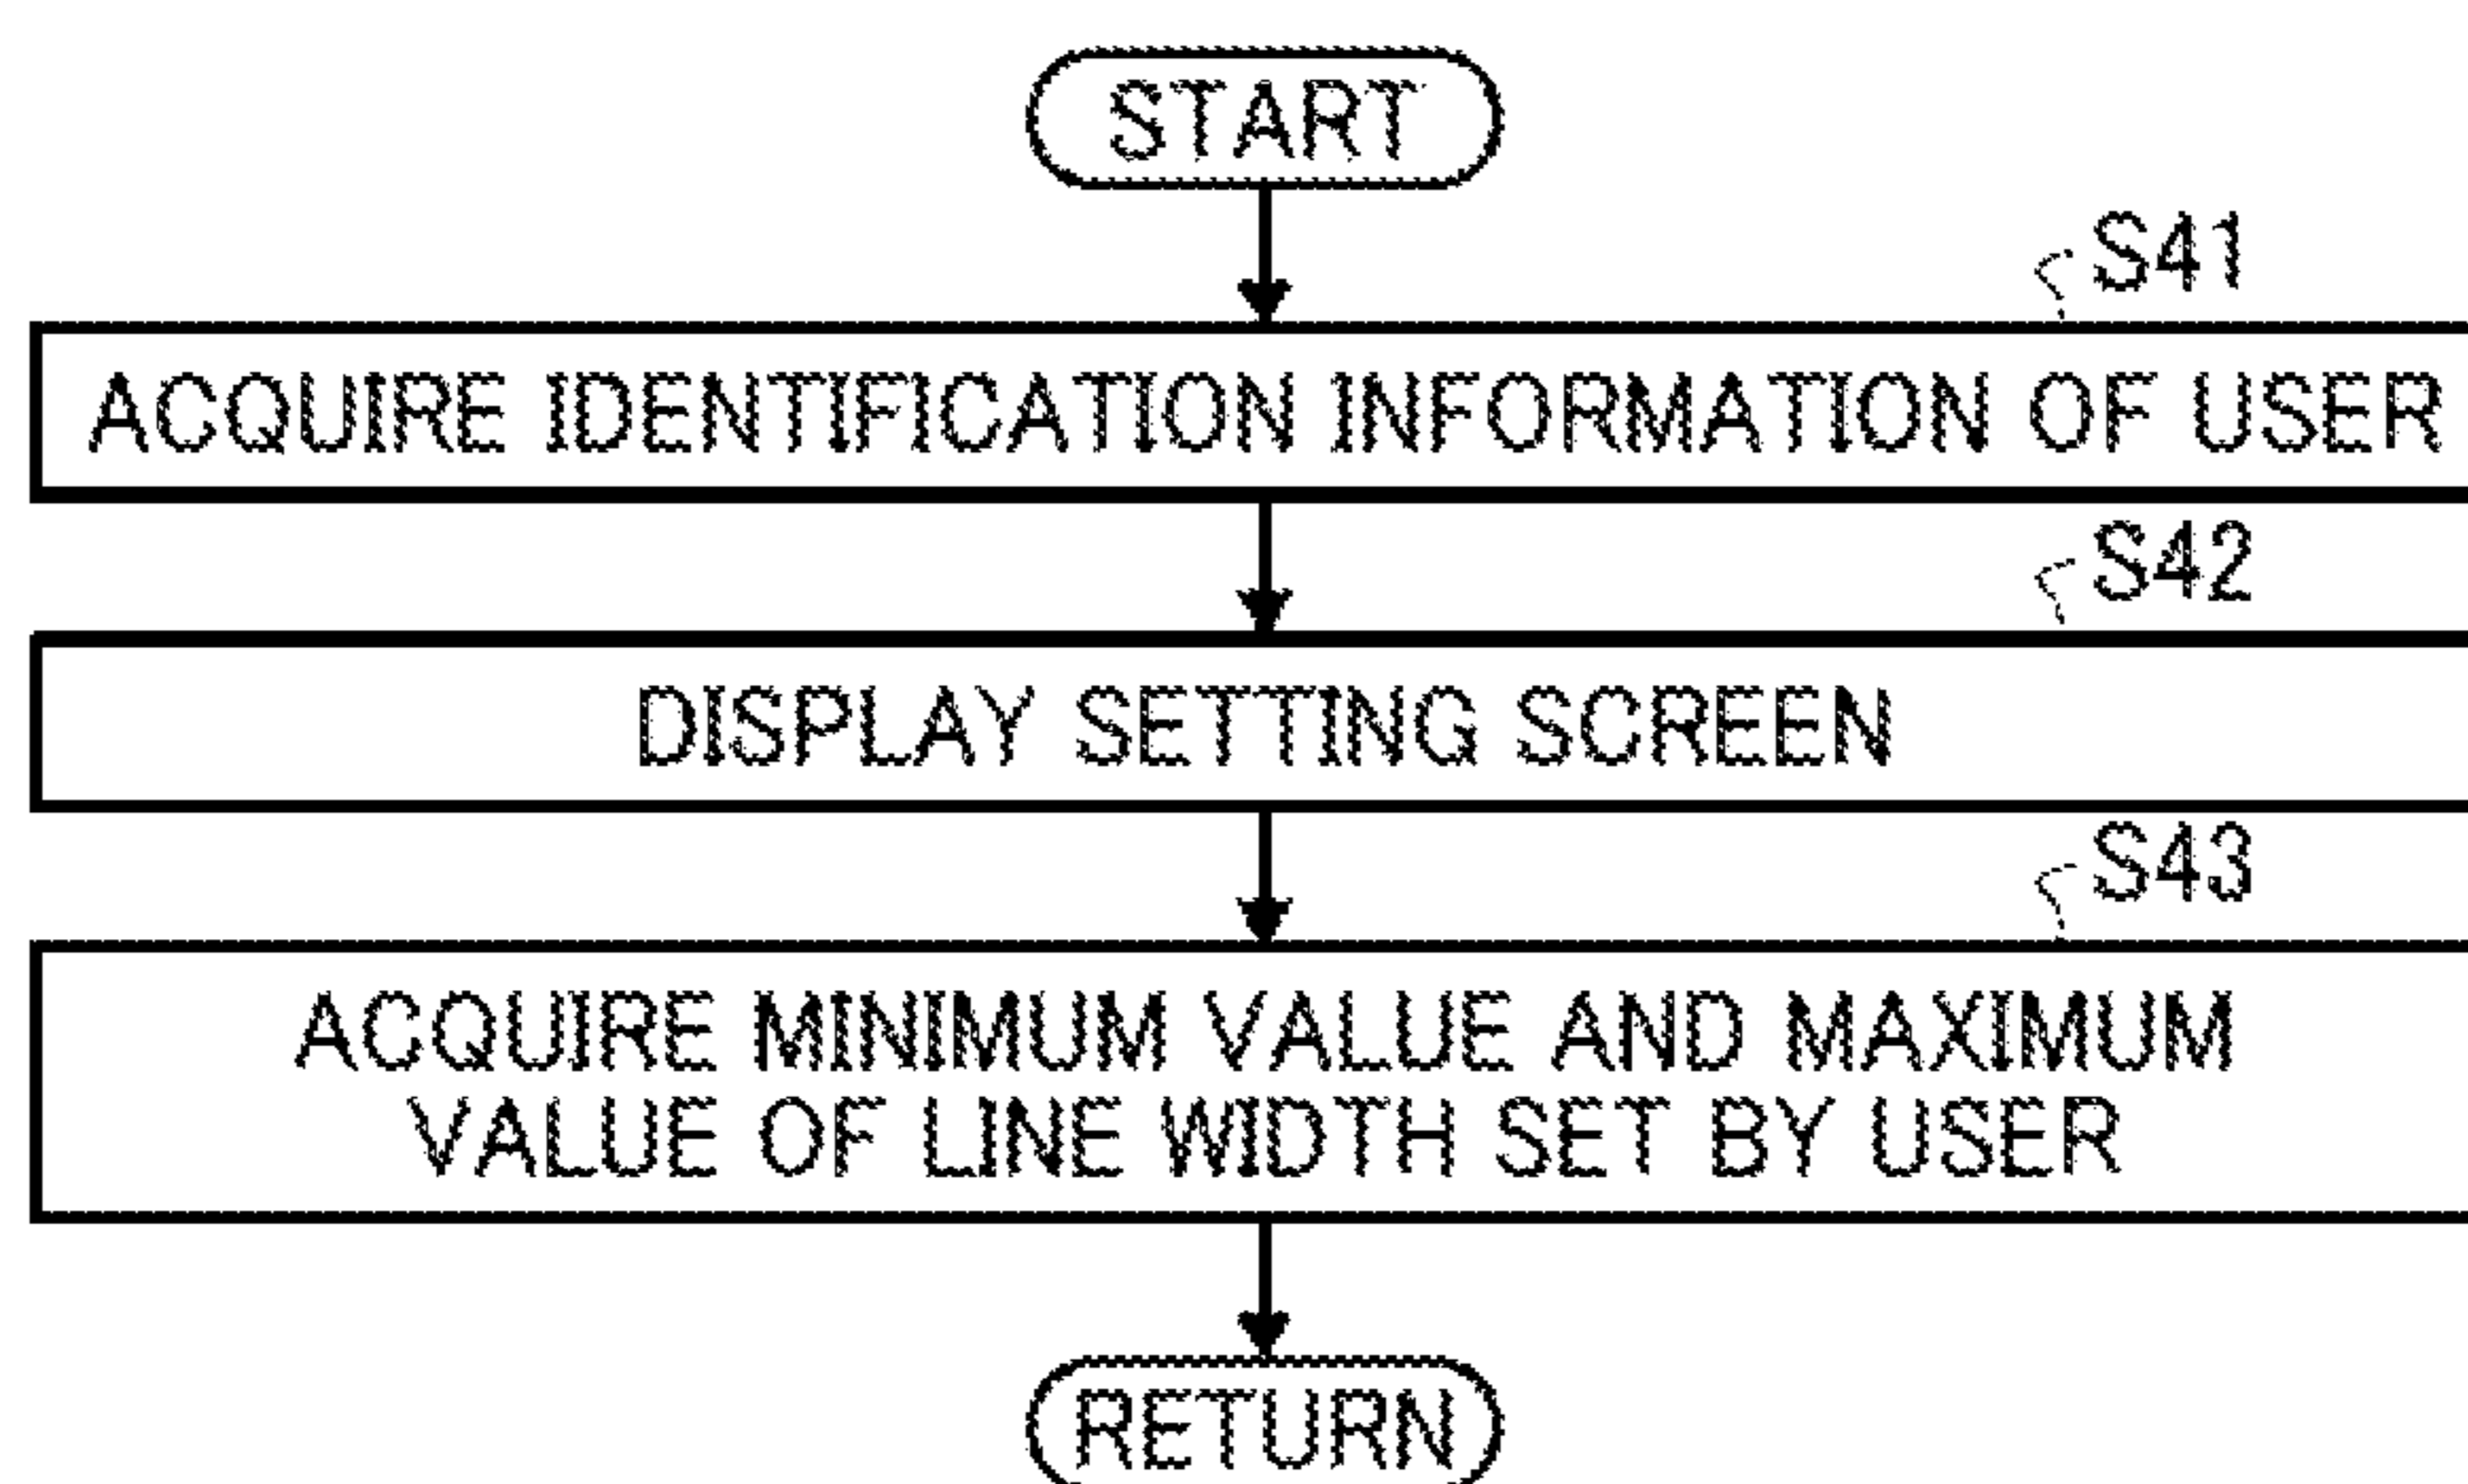 START
S41
ACQUIRE IDENTIFICATION INFORMATION OF USER
S42
DISPLAY SETTING SCREEN
S43
ACQUIRE MINIMUM VALUE AND MAXIMUM
VALUE OF LINE WIDTH SET BY USER
RETURN